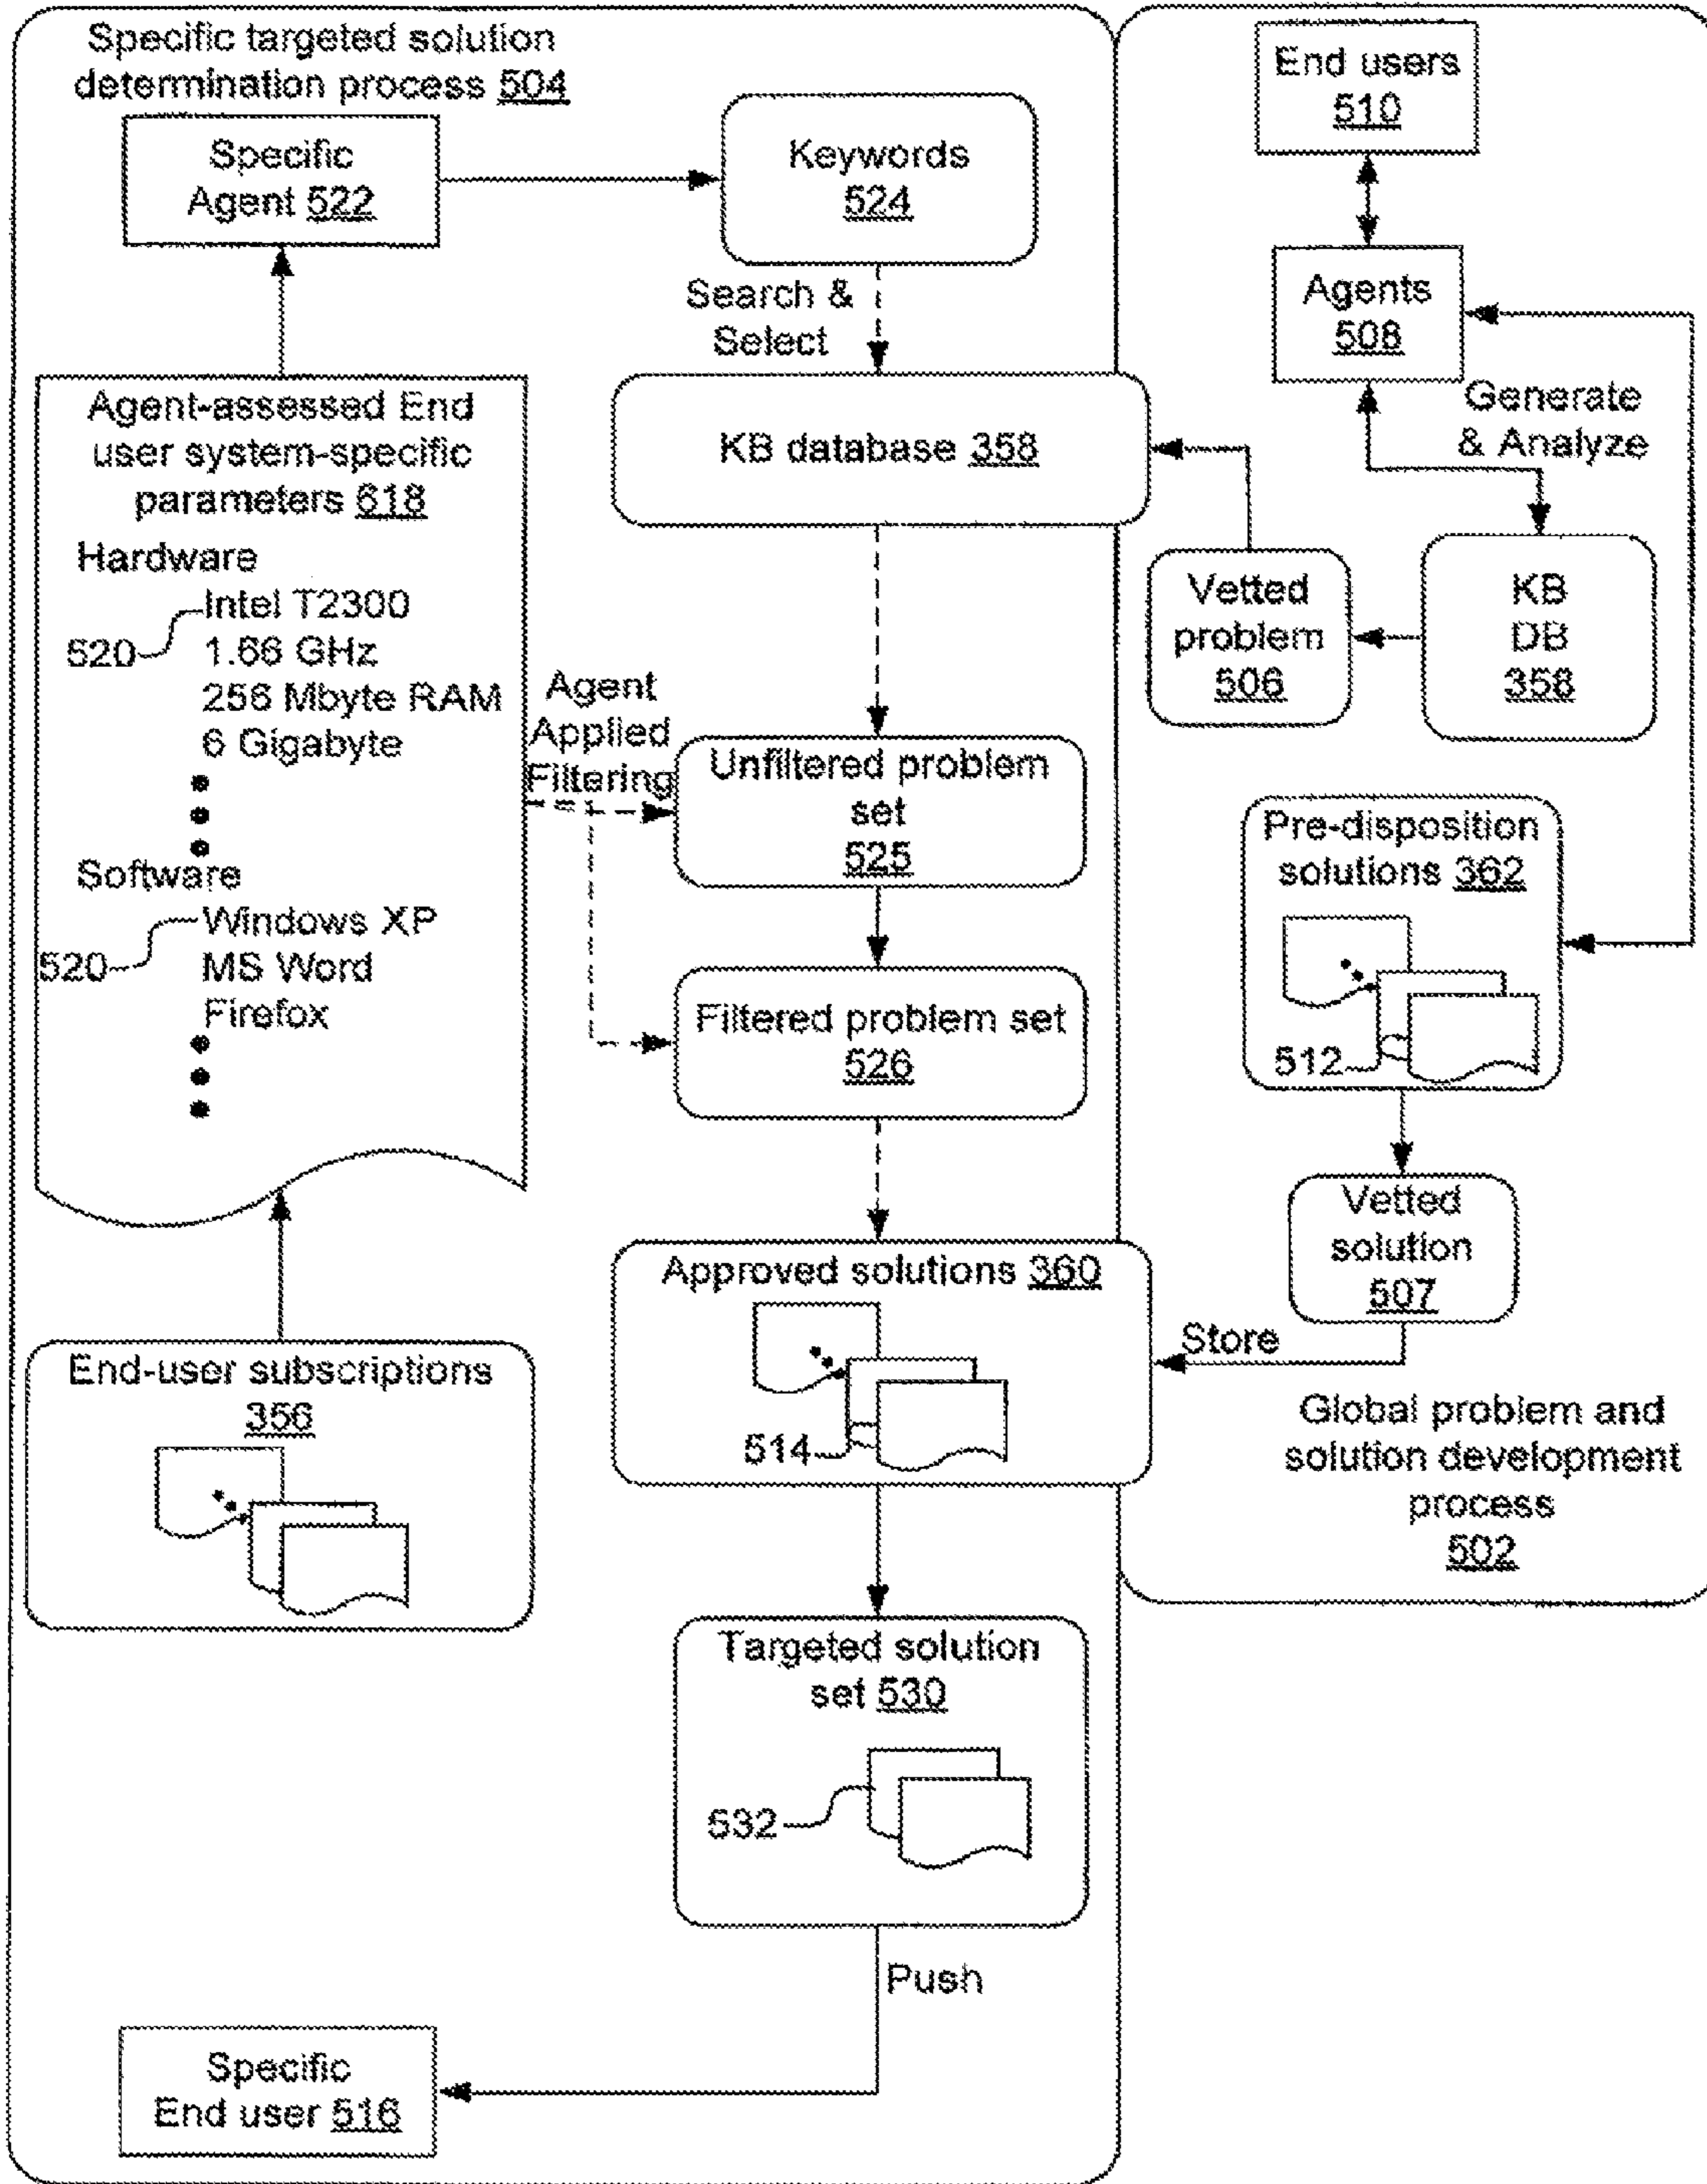 Specific targeted solution
determination process 504
Specific
Agent 522
Keywords
524
Search &
Select
KB database 358
Agent-assessed End
user system-specific
parameters 618
Hardware
Intel T2300
520
1.66 GHz
256 Mbyte RAM
6 Gigabyte
Software
Windows XP
520
MS Word
Firefox
Agent
Applied
Filtering
Unfiltered problem
set
525
Filtered problem set
526
Approved solutions 360
514
End-user subscriptions
356
Targeted solution
set 530
532
Push
Specific
End user 516
End users
510
Agents
508
Generate
& Analyze
Vetted
problem
506
KB
DB
358
Pre-disposition
solutions 362
512
Vetted
solution
507
Store
Global problem and
solution development
process
502